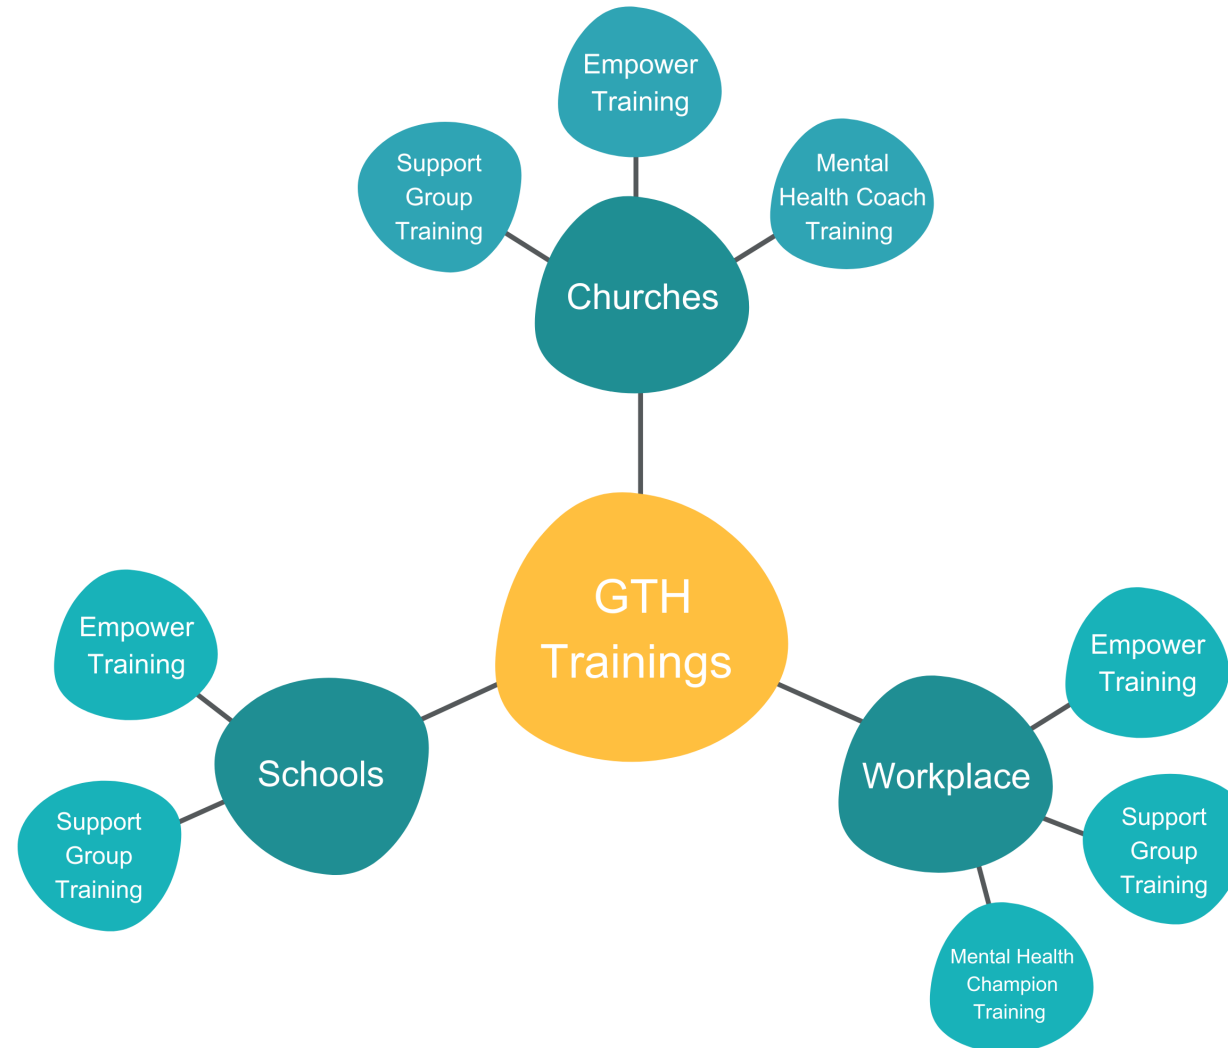 Empower
Training
Support
Group
Training
Mental
Health Coach
Training
Churches
GTH
Trainings
Empower
Training
Schools
Support
Group
Training
Empower
Training
Workplace
Support
Group
Training
Mental Health
Champion
Training